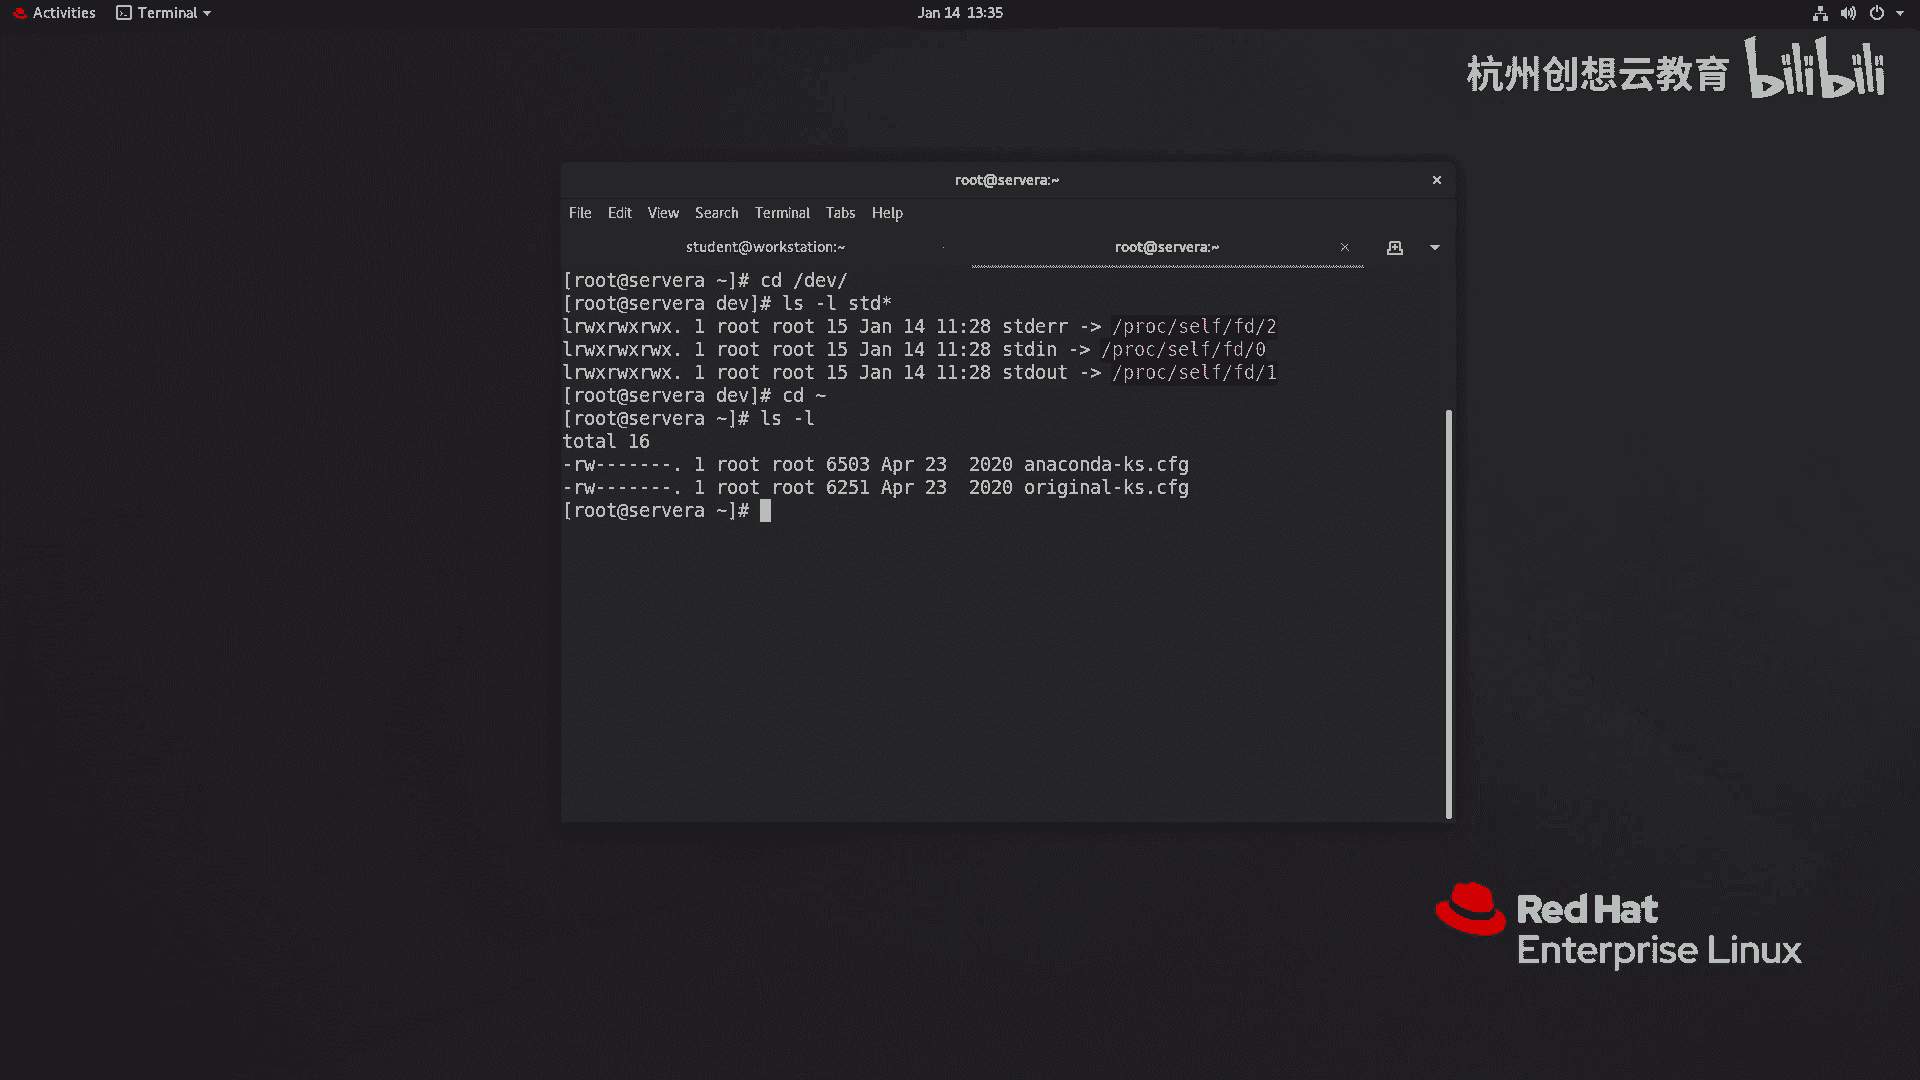 Activities Terminal Jan 14 13:35
杭州创想云教育 bilibili
root@servera:~
File Edit View Search Terminal Tabs Help
student@workstation:~ root@servera:~
[root@servera ~]# cd /dev/
[root@servera dev]# ls -l std*
lrwxrwxrwx. 1 root root 15 Jan 14 11:28 stderr -> /proc/self/fd/2
lrwxrwxrwx. 1 root root 15 Jan 14 11:28 stdin -> /proc/self/fd/0
lrwxrwxrwx. 1 root root 15 Jan 14 11:28 stdout -> /proc/self/fd/1
[root@servera dev]# cd ~
[root@servera ~]# ls -l
total 16
-rw-------. 1 root root 6503 Apr 23  2020 anaconda-ks.cfg
-rw-------. 1 root root 6251 Apr 23  2020 original-ks.cfg
[root@servera ~]#
Red Hat
Enterprise Linux